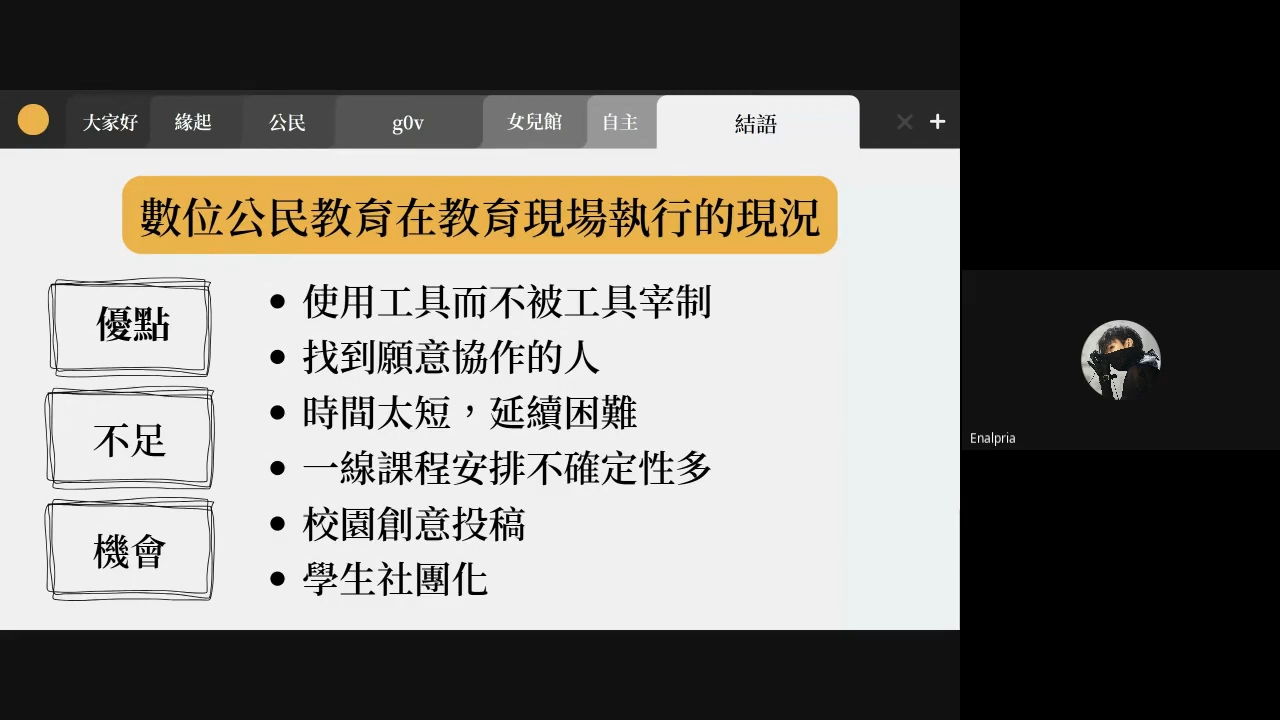 大家好 緣起 公民 g0v 女兒館 自主 結語
數位公民教育在教育現場執行的現況
優點
使用工具而不被工具宰制
找到願意協作的人
不足
時間太短，延續困難
一線課程安排不確定性多
機會
校園創意投稿
學生社團化
Enalpria